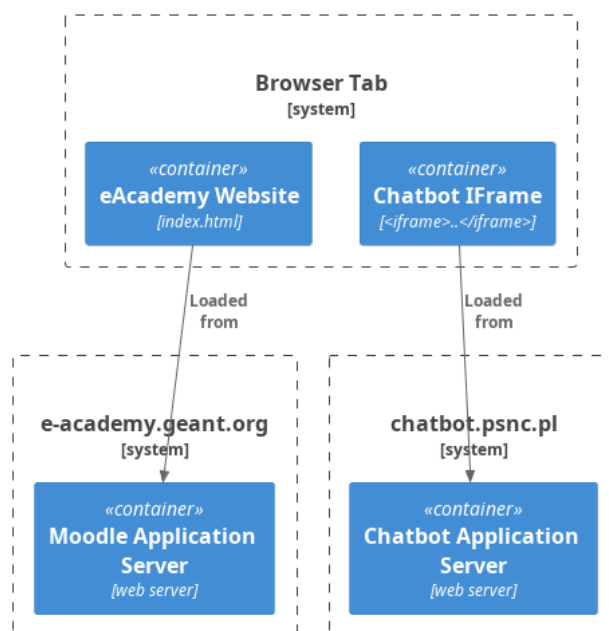 Browser Tab
[system]
«container»
eAcademy Website
[index.html]
«container»
Chatbot IFrame
[<iframe>..</iframe>]
Loaded
from
Loaded
from
e-academy.geant.org
[system]
chatbot.psnc.pl
[system]
«container»
Moodle Application
Server
[web server]
«container»
Chatbot Application
Server
[web server]